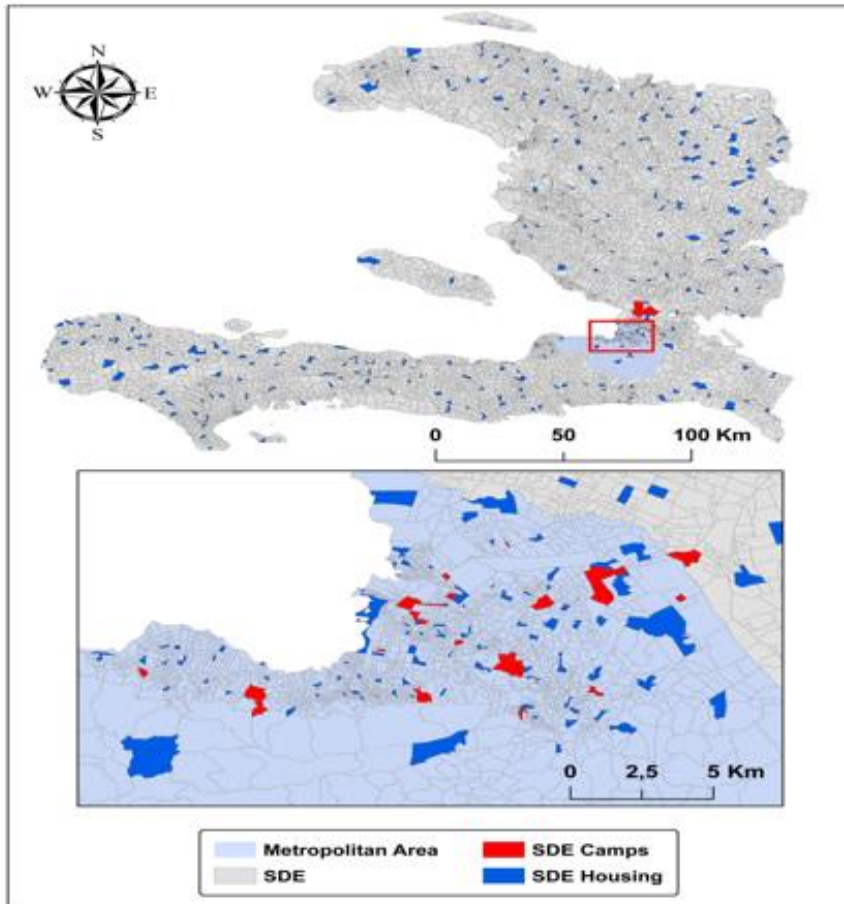 N
W E
S
0 50 100 Km
0 2,5 5 Km
Metropolitan Area SDE Camps
SDE SDE Housing